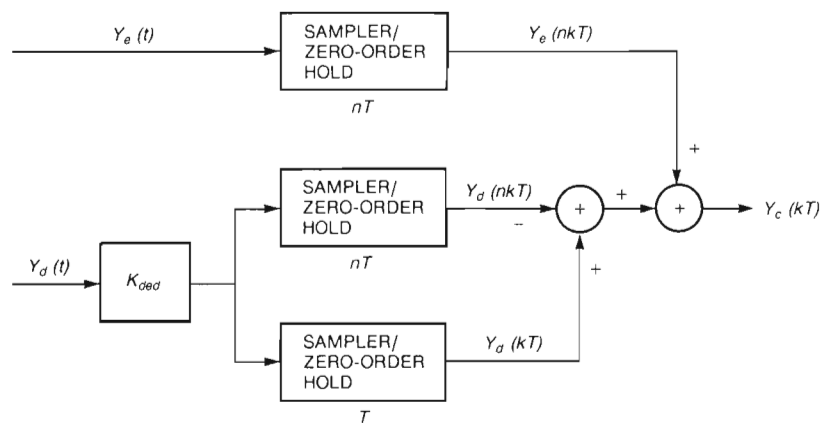 Y_e (t)
SAMPLER/
ZERO-ORDER
HOLD
nT
Y_e (nkT)
+
SAMPLER/
ZERO-ORDER
HOLD
nT
Y_d (nkT)
−
+
+
+
Y_c (kT)
Y_d (t)
K_ded
+
SAMPLER/
ZERO-ORDER
HOLD
T
Y_d (kT)